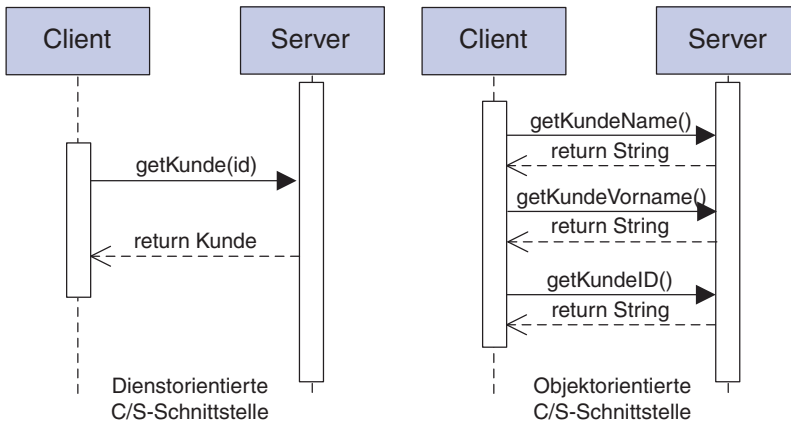 Client
Server
getKunde(id)
return Kunde
Dienstorientierte
C/S-Schnittstelle
Client
Server
getKundeName()
return String
getKundeVorname()
return String
getKundeID()
return String
Objektorientierte
C/S-Schnittstelle